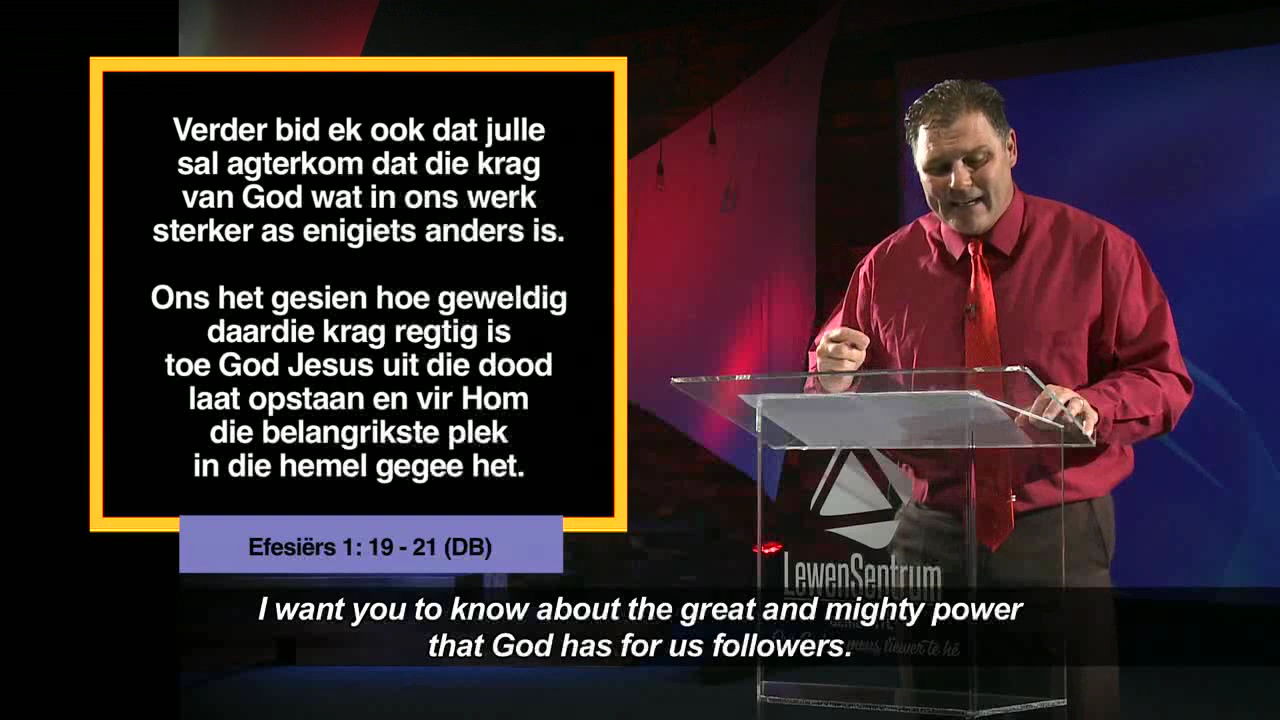 Verder bid ek ook dat julle
sal agterkom dat die krag
van God wat in ons werk
sterker as enigiets anders is.
Ons het gesien hoe geweldig
daardie krag regtig is
toe God Jesus uit die dood
laat opstaan en vir Hom
die belangrikste plek
in die hemel gegee het.
Efesiërs 1: 19 - 21 (DB)
LewenSentrum
I want you to know about the great and mighty power
that God has for us followers.
liewer te hê